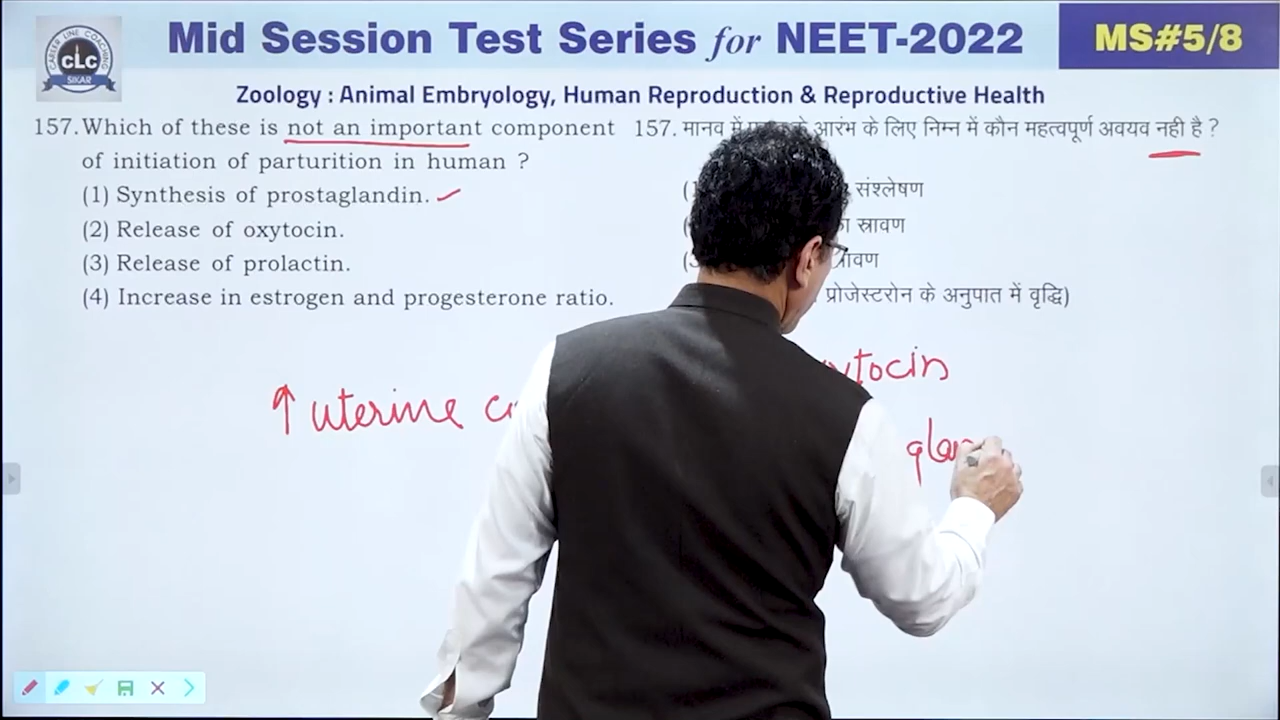 CAREER LINE COACHING
CLC
SIKAR
Mid Session Test Series for NEET-2022
MS#5/8
Zoology : Animal Embryology, Human Reproduction & Reproductive Health
157. Which of these is not an important component
of initiation of parturition in human ?
(1) Synthesis of prostaglandin.
(2) Release of oxytocin.
(3) Release of prolactin.
(4) Increase in estrogen and progesterone ratio.
157. मानव में के आरंभ के लिए निम्न में कौन महत्वपूर्ण अवयव नही है ?
संश्लेषण
का स्रावण
स्रावण
प्रोजेस्टरोन के अनुपात में वृद्धि)
↑ uterine